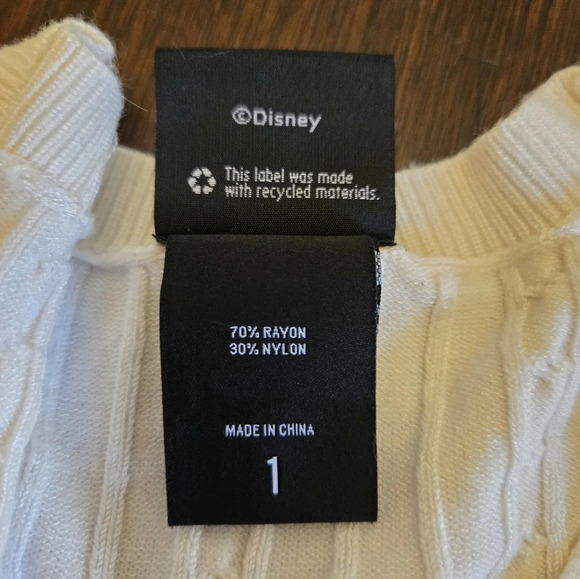 ©Disney
This label was made
with recycled materials.
70% RAYON
30% NYLON
MADE IN CHINA
1